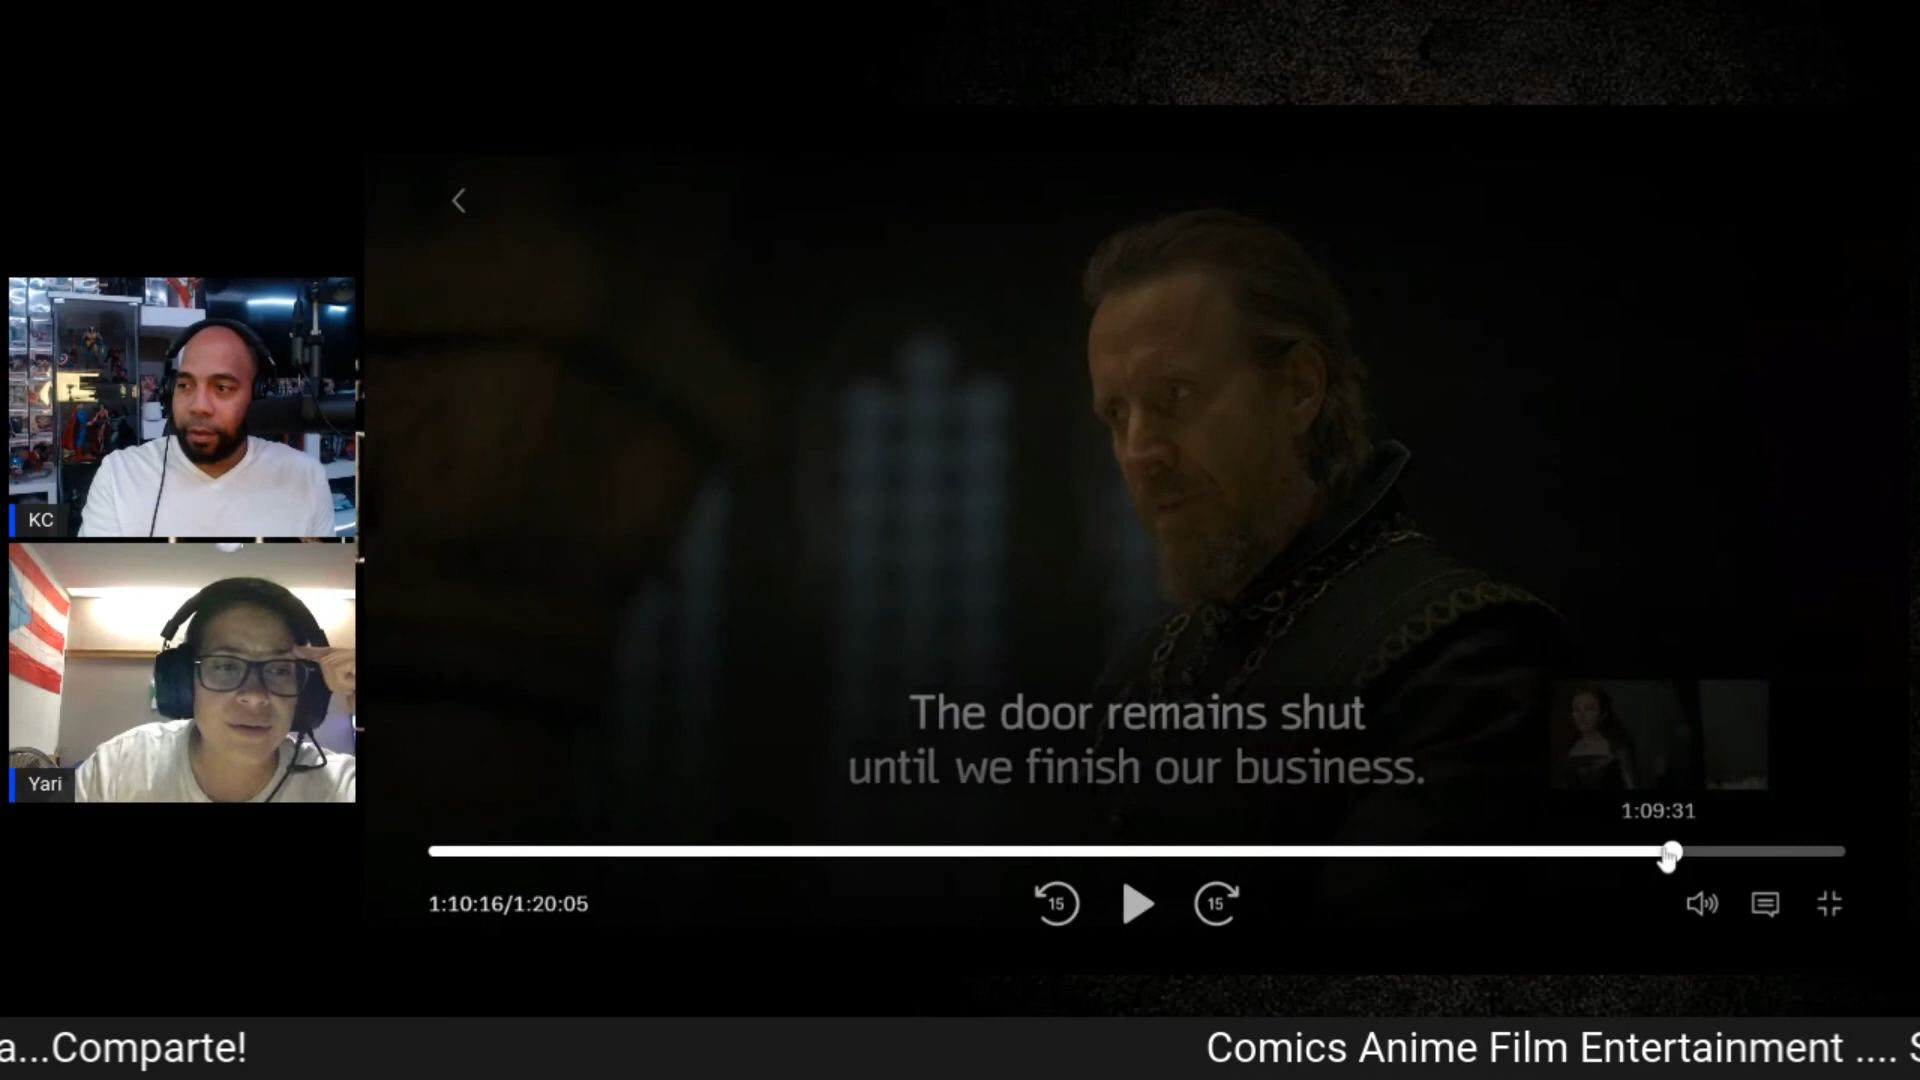 KC
Yari
The door remains shut
until we finish our business.
1:09:31
1:10:16/1:20:05
15
15
a...Comparte!
Comics Anime Film Entertainment .... S